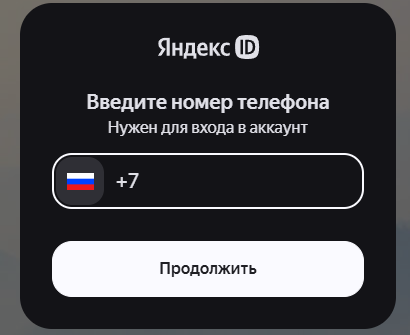 Яндекс ID
Введите номер телефона
Нужен для входа в аккаунт
+7
Продолжить